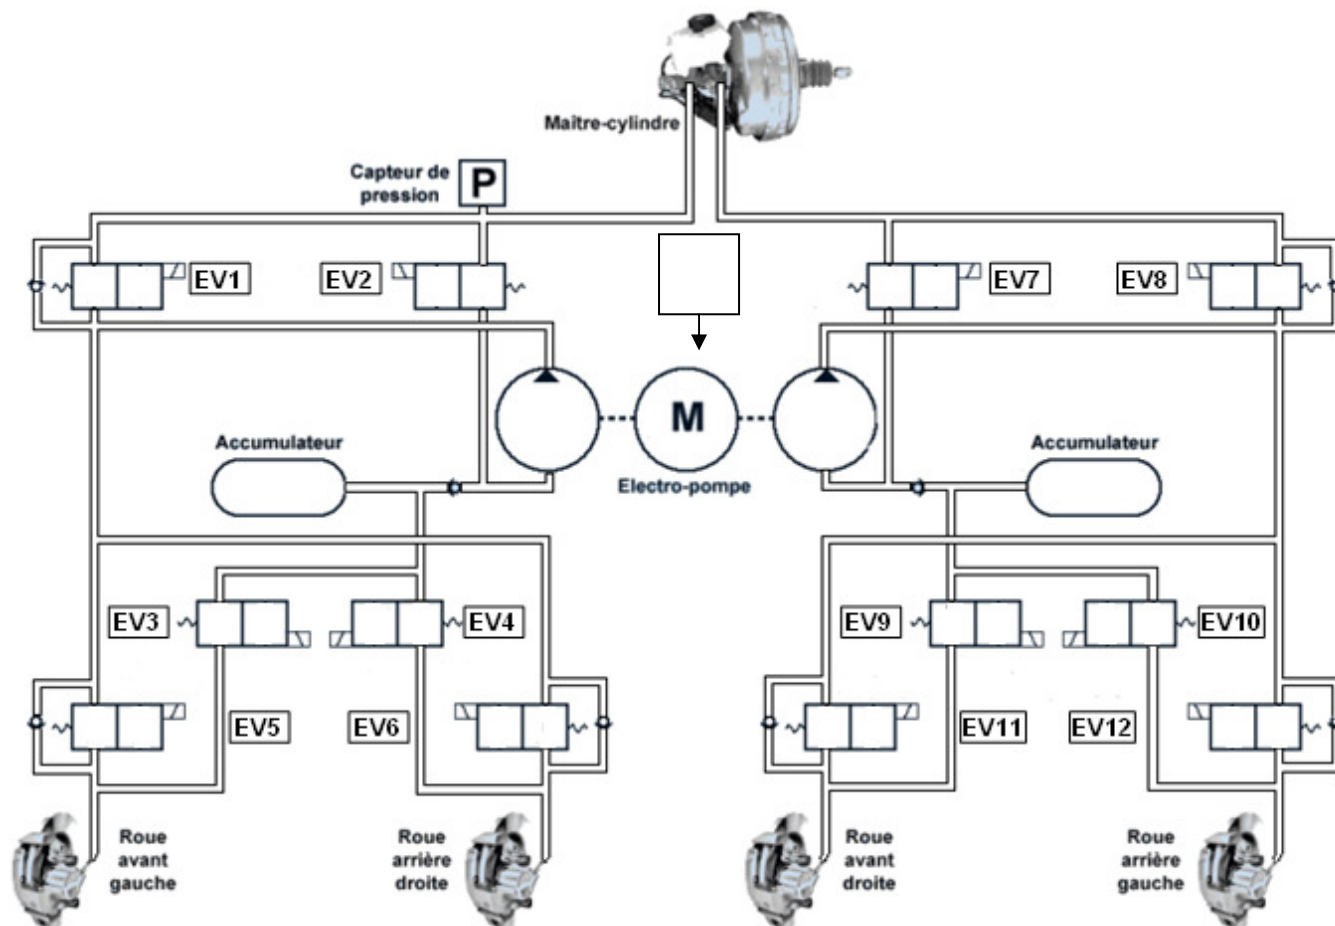 Maître-cylindre
Capteur de
pression
P
EV1
EV2
EV7
EV8
M
Accumulateur
Electro-pompe
Accumulateur
EV3
EV4
EV9
EV10
EV5
EV6
EV11
EV12
Roue
avant
gauche
Roue
arrière
droite
Roue
avant
droite
Roue
arrière
gauche